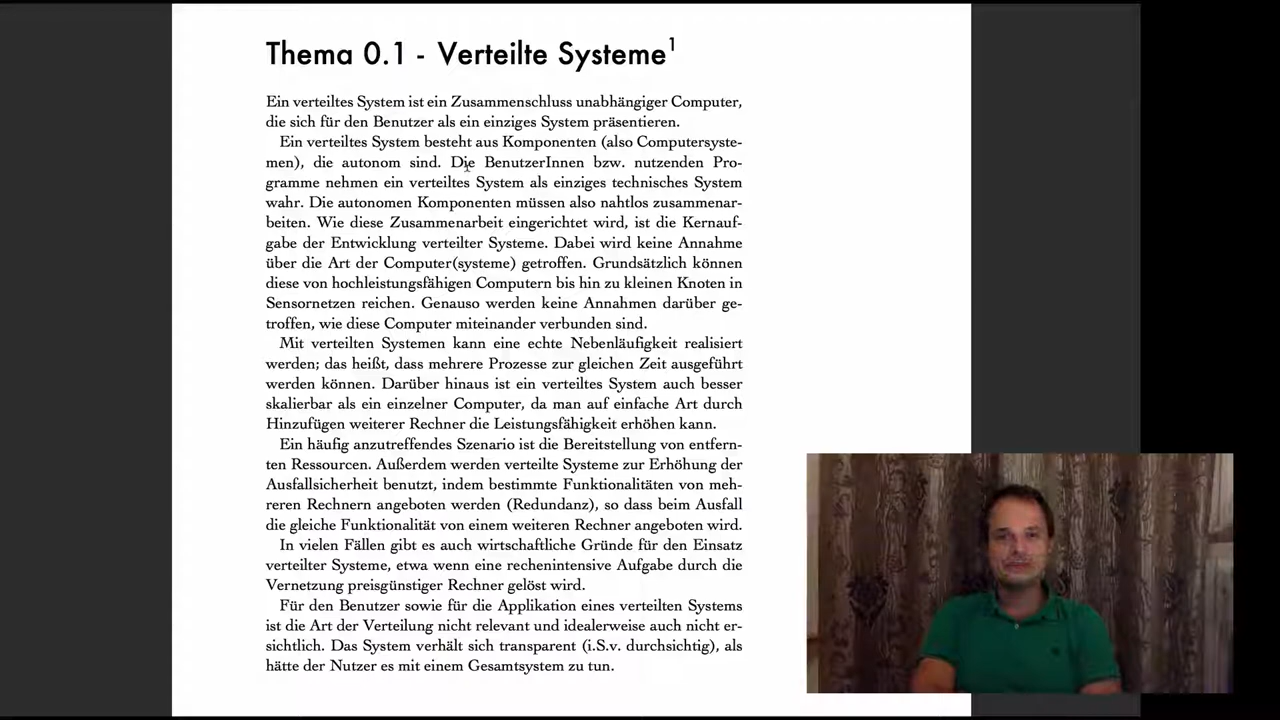 Thema 0.1 - Verteilte Systeme1
Ein verteiltes System ist ein Zusammenschluss unabhängiger Computer,
die sich für den Benutzer als ein einziges System präsentieren.
Ein verteiltes System besteht aus Komponenten (also Computersyste-
men), die autonom sind. Die BenutzerInnen bzw. nutzenden Pro-
gramme nehmen ein verteiltes System als einziges technisches System
wahr. Die autonomen Komponenten müssen also nahtlos zusammenar-
beiten. Wie diese Zusammenarbeit eingerichtet wird, ist die Kernauf-
gabe der Entwicklung verteilter Systeme. Dabei wird keine Annahme
über die Art der Computer(systeme) getroffen. Grundsätzlich können
diese von hochleistungsfähigen Computern bis hin zu kleinen Knoten in
Sensornetzen reichen. Genauso werden keine Annahmen darüber ge-
troffen, wie diese Computer miteinander verbunden sind.
Mit verteilten Systemen kann eine echte Nebenläufigkeit realisiert
werden; das heißt, dass mehrere Prozesse zur gleichen Zeit ausgeführt
werden können. Darüber hinaus ist ein verteiltes System auch besser
skalierbar als ein einzelner Computer, da man auf einfache Art durch
Hinzufügen weiterer Rechner die Leistungsfähigkeit erhöhen kann.
Ein häufig anzutreffendes Szenario ist die Bereitstellung von entfern-
ten Ressourcen. Außerdem werden verteilte Systeme zur Erhöhung der
Ausfallsicherheit benutzt, indem bestimmte Funktionalitäten von meh-
reren Rechnern angeboten werden (Redundanz), so dass beim Ausfall
die gleiche Funktionalität von einem weiteren Rechner angeboten wird.
In vielen Fällen gibt es auch wirtschaftliche Gründe für den Einsatz
verteilter Systeme, etwa wenn eine rechenintensive Aufgabe durch die
Vernetzung preisgünstiger Rechner gelöst wird.
Für den Benutzer sowie für die Applikation eines verteilten Systems
ist die Art der Verteilung nicht relevant und idealerweise auch nicht er-
sichtlich. Das System verhält sich transparent (i.S.v. durchsichtig), als
hätte der Nutzer es mit einem Gesamtsystem zu tun.